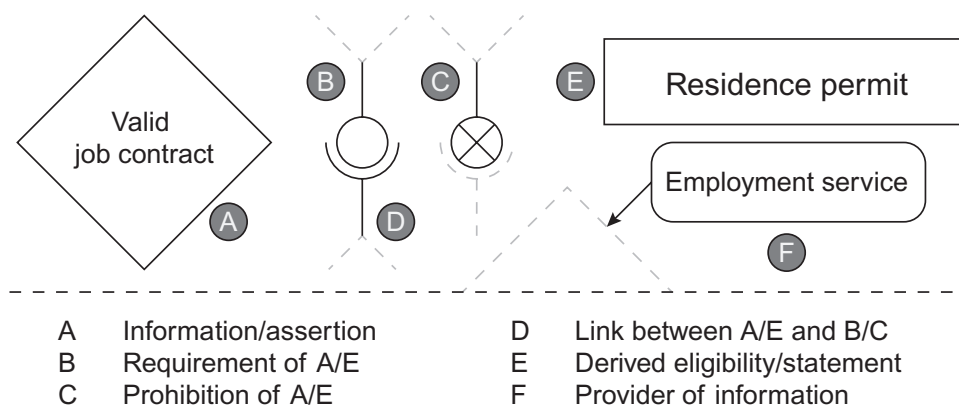 Valid
job contract
A
B
C
D
E
Residence permit
Employment service
F
A Information/assertion
B Requirement of A/E
C Prohibition of A/E
D Link between A/E and B/C
E Derived eligibility/statement
F Provider of information